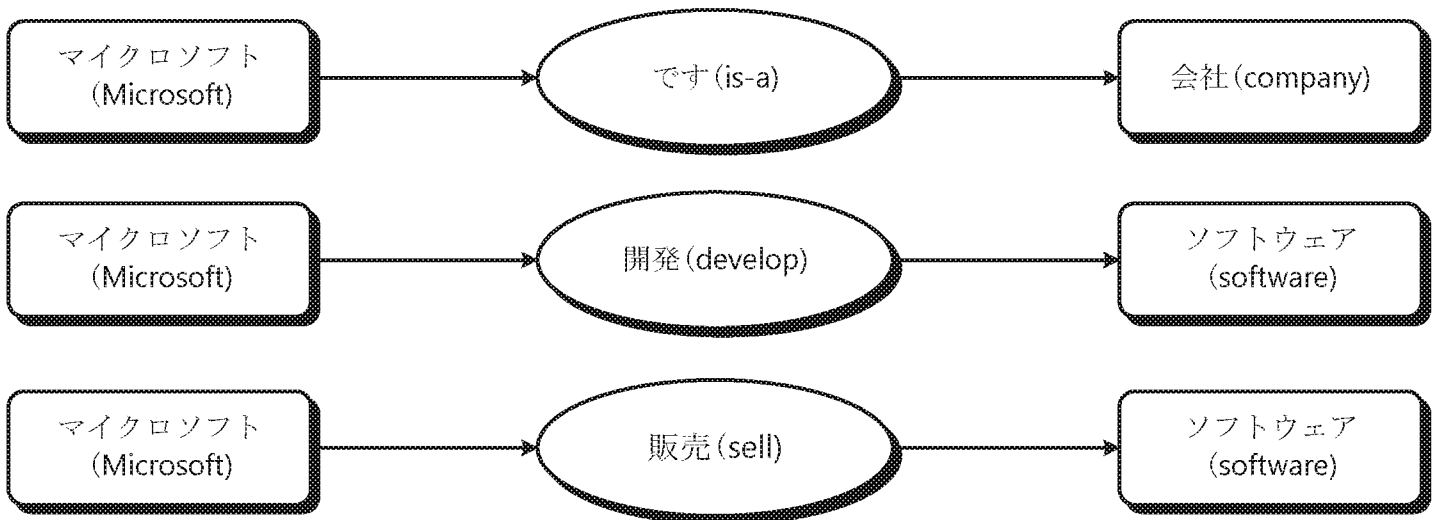 マイクロソフト
(Microsoft)
です(is-a)
会社(company)
マイクロソフト
(Microsoft)
開発(develop)
ソフトウェア
(software)
マイクロソフト
(Microsoft)
販売(sell)
ソフトウェア
(software)